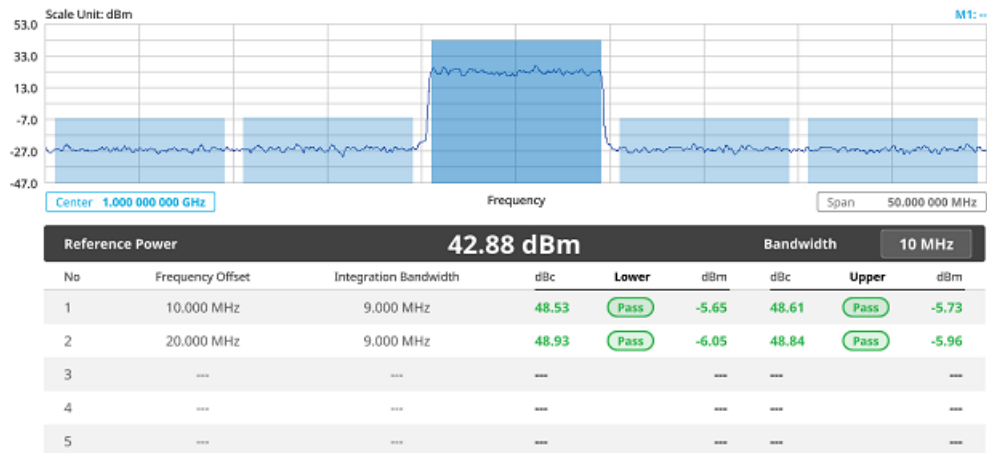 Scale Unit: dBm M1: --
53.0
33.0
13.0
-7.0
-27.0
-47.0
Center 1.000 000 000 GHz Frequency Span 50.000 000 MHz
Reference Power 42.88 dBm Bandwidth 10 MHz
No Frequency Offset Integration Bandwidth dBc Lower dBm dBc Upper dBm
1 10.000 MHz 9.000 MHz 48.53 Pass -5.65 48.61 Pass -5.73
2 20.000 MHz 9.000 MHz 48.93 Pass -6.05 48.84 Pass -5.96
3 --- --- --- --- --- ---
4 --- --- --- --- --- ---
5 --- --- --- --- --- ---